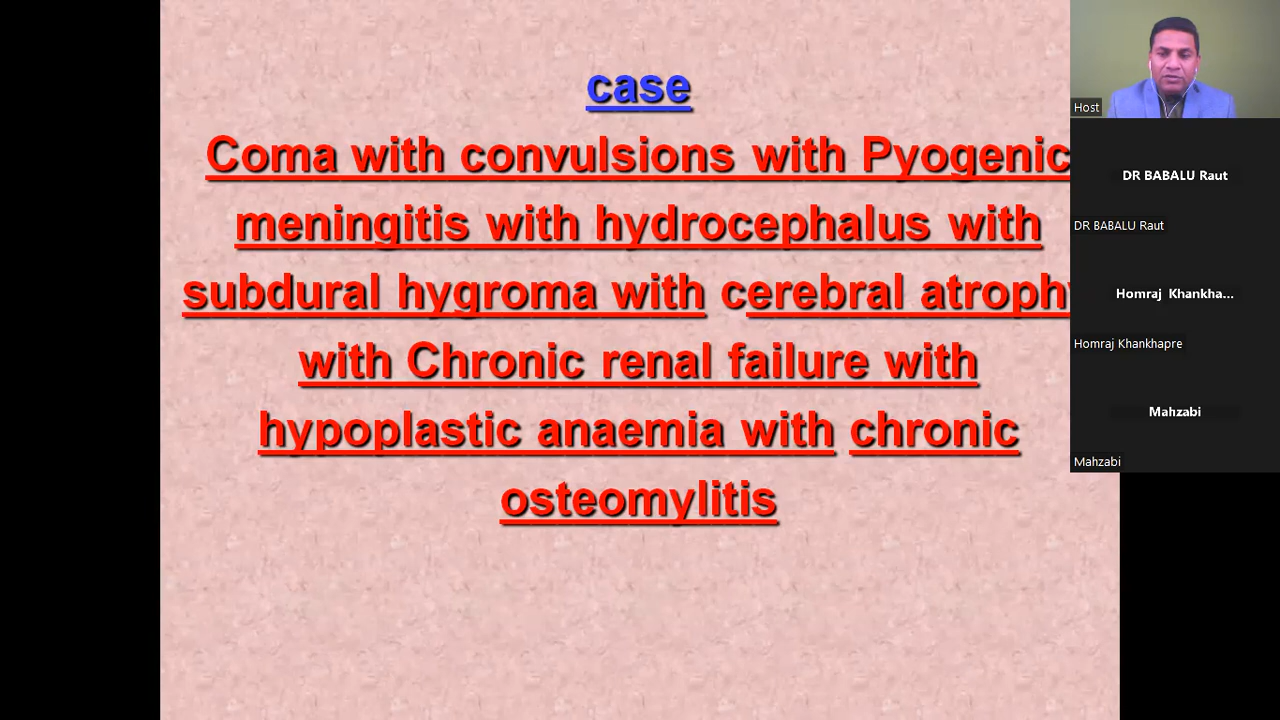 case
Coma with convulsions with Pyogenic
meningitis with hydrocephalus with
subdural hygroma with cerebral atroph
with Chronic renal failure with
hypoplastic anaemia with chronic
osteomylitis
Host
DR BABALU Raut
DR BABALU Raut
Homraj Khankha...
Homraj Khankhapre
Mahzabi
Mahzabi